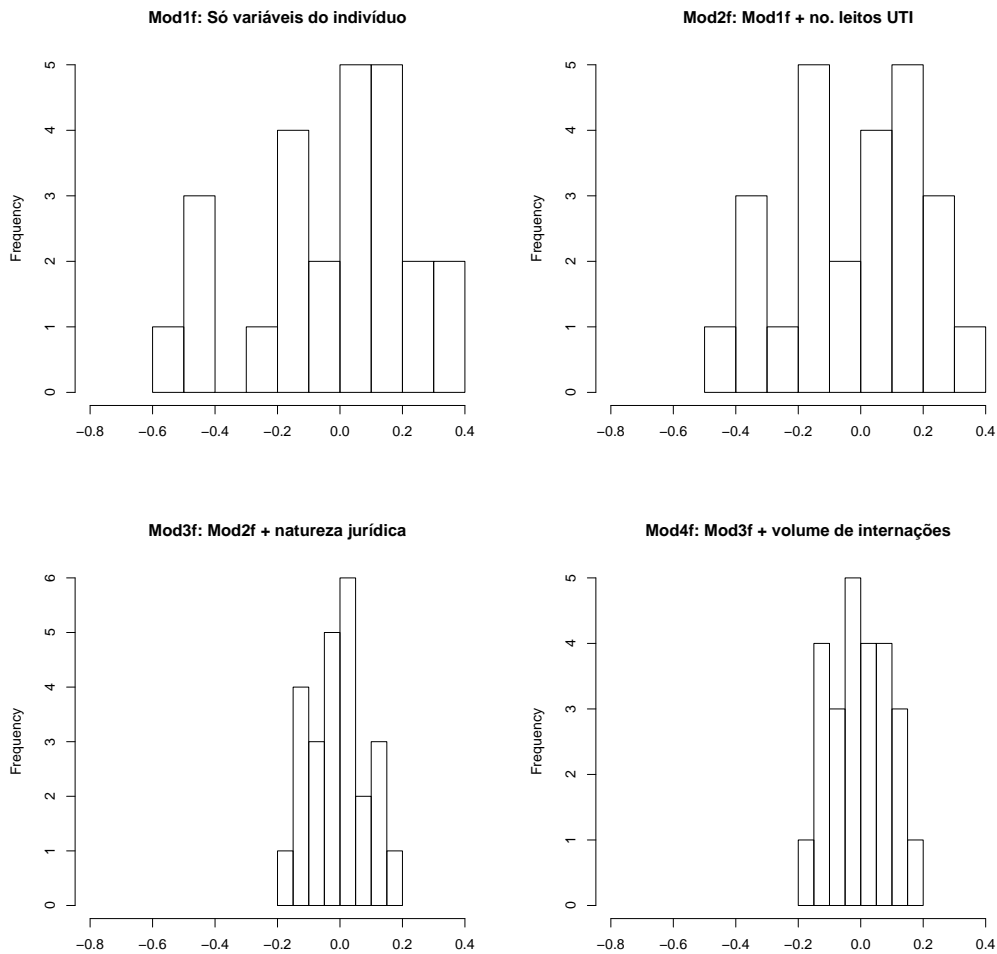 Mod1f: Só variáveis do indivíduo
Frequency
0 1 2 3 4 5
−0.8 −0.6 −0.4 −0.2 0.0 0.2 0.4
Mod2f: Mod1f + no. leitos UTI
Frequency
0 1 2 3 4 5
−0.8 −0.6 −0.4 −0.2 0.0 0.2 0.4
Mod3f: Mod2f + natureza jurídica
Frequency
0 1 2 3 4 5 6
−0.8 −0.6 −0.4 −0.2 0.0 0.2 0.4
Mod4f: Mod3f + volume de internações
Frequency
0 1 2 3 4 5
−0.8 −0.6 −0.4 −0.2 0.0 0.2 0.4